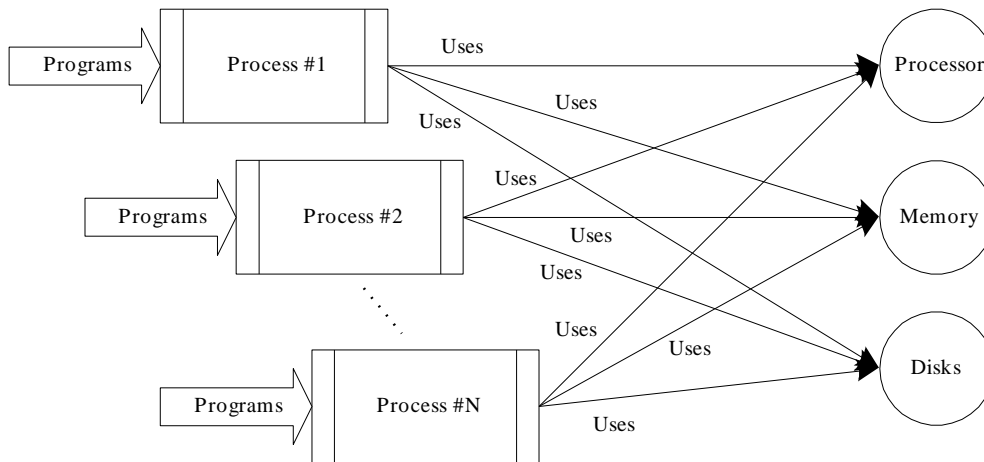 Uses
Programs
Process #1
Processor
Uses
Uses
Uses
Programs
Process #2
Memory
Uses
Uses
Uses
Uses
Disks
Programs
Process #N
Uses